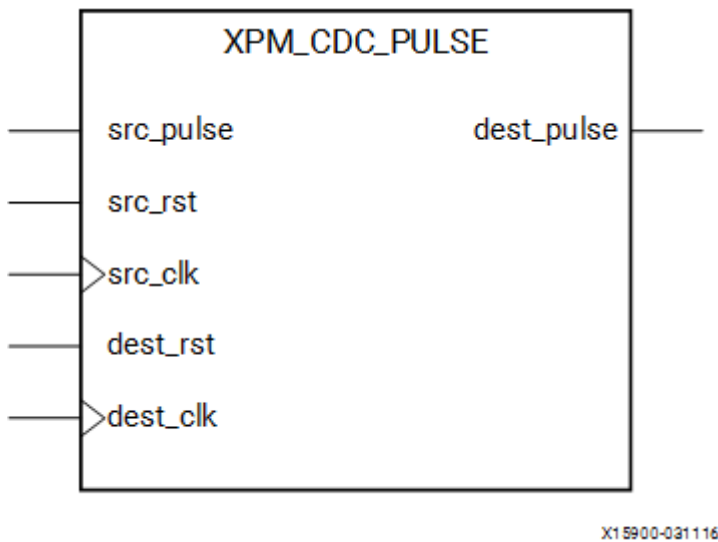 XPM_CDC_PULSE
src_pulse dest_pulse
src_rst
src_clk
dest_rst
dest_clk
X15900-031116